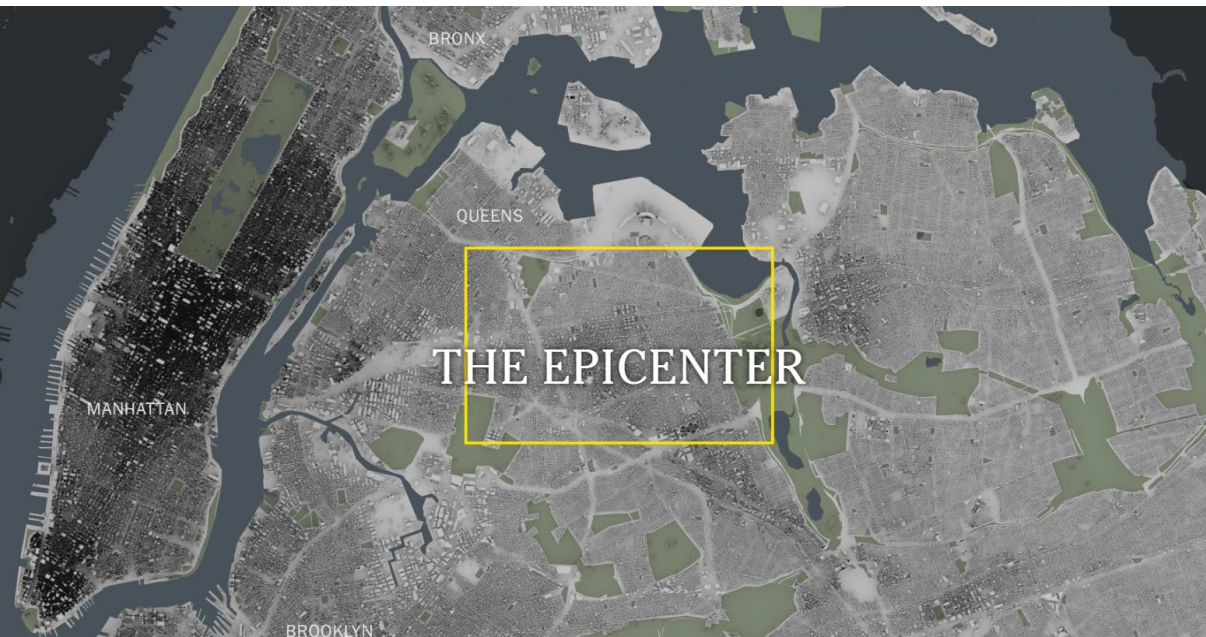 BRONX
QUEENS
THE EPICENTER
MANHATTAN
BROOKLYN